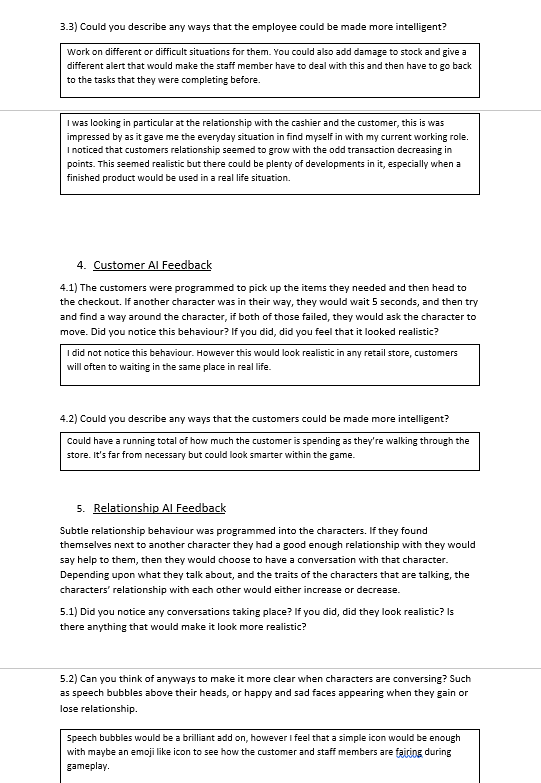 3.3) Could you describe any ways that the employee could be made more intelligent?
Work on different or difficult situations for them. You could also add damage to stock and give a
different alert that would make the staff member have to deal with this and then have to go back
to the tasks that they were completing before.
I was looking in particular at the relationship with the cashier and the customer, this is was
impressed by as it gave me the everyday situation in find myself in with my current working role.
I noticed that customers relationship seemed to grow with the odd transaction decreasing in
points. This seemed realistic but there could be plenty of developments in it, especially when a
finished product would be used in a real life situation.
4. Customer AI Feedback
4.1) The customers were programmed to pick up the items they needed and then head to
the checkout. If another character was in their way, they would wait 5 seconds, and then try
and find a way around the character, if both of those failed, they would ask the character to
move. Did you notice this behaviour? If you did, did you feel that it looked realistic?
I did not notice this behaviour. However this would look realistic in any retail store, customers
will often to waiting in the same place in real life.
4.2) Could you describe any ways that the customers could be made more intelligent?
Could have a running total of how much the customer is spending as they're walking through the
store. It's far from necessary but could look smarter within the game.
5. Relationship AI Feedback
Subtle relationship behaviour was programmed into the characters. If they found
themselves next to another character they had a good enough relationship with they would
say help to them, then they would choose to have a conversation with that character.
Depending upon what they talk about, and the traits of the characters that are talking, the
characters' relationship with each other would either increase or decrease.
5.1) Did you notice any conversations taking place? If you did, did they look realistic? Is
there anything that would make it look more realistic?
5.2) Can you think of anyways to make it more clear when characters are conversing? Such
as speech bubbles above their heads, or happy and sad faces appearing when they gain or
lose relationship.
Speech bubbles would be a brilliant add on, however I feel that a simple icon would be enough
with maybe an emoji like icon to see how the customer and staff members are fairing during
gameplay.